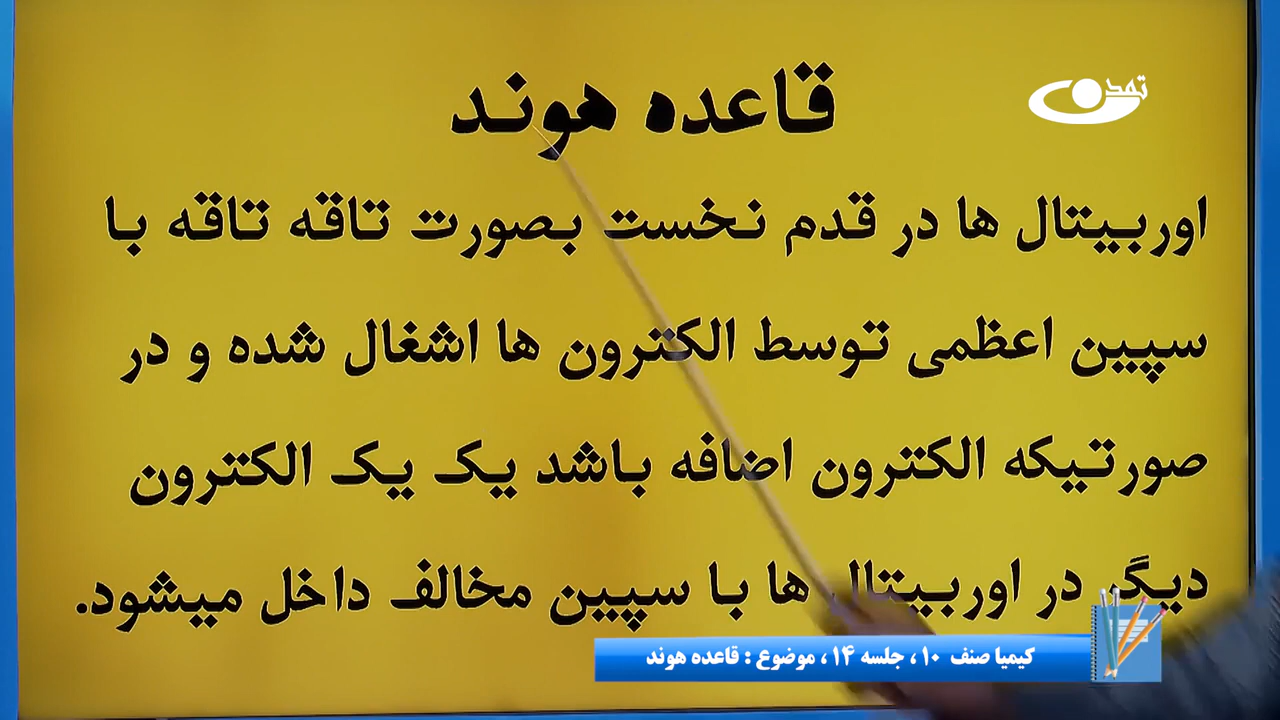 تمدن
قاعده هوند
اوربیتال ها در قدم نخست بصورت تاقه تاقه با
سپین اعظمی توسط الکترون ها اشغال شده و در
صورتیکه الکترون اضافه باشد یک یک الکترون
دیگر در اوربیتال ها با سپین مخالف داخل میشود.
کیمیا صنف ۱۰، جلسه ۱۴، موضوع : قاعده هوند